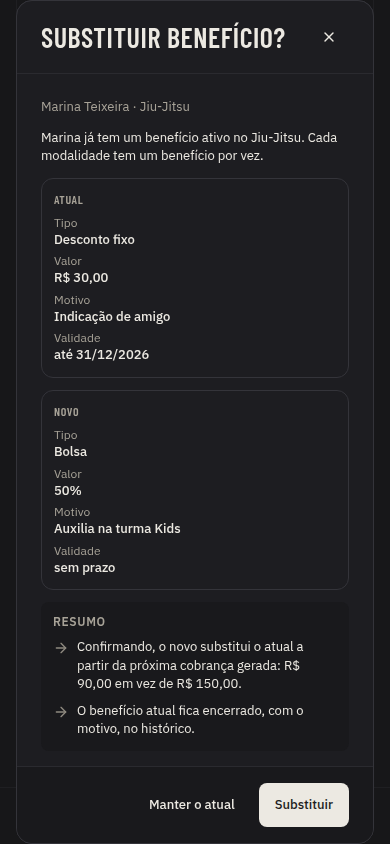 SUBSTITUIR BENEFÍCIO?
Marina Teixeira · Jiu-Jitsu
Marina já tem um benefício ativo no Jiu-Jitsu. Cada
modalidade tem um benefício por vez.
ATUAL
Tipo
Desconto fixo
Valor
R$ 30,00
Motivo
Indicação de amigo
Validade
até 31/12/2026
NOVO
Tipo
Bolsa
Valor
50%
Motivo
Auxilia na turma Kids
Validade
sem prazo
RESUMO
Confirmando, o novo substitui o atual a
partir da próxima cobrança gerada: R$
90,00 em vez de R$ 150,00.
O benefício atual fica encerrado, com o
motivo, no histórico.
Manter o atual
Substituir